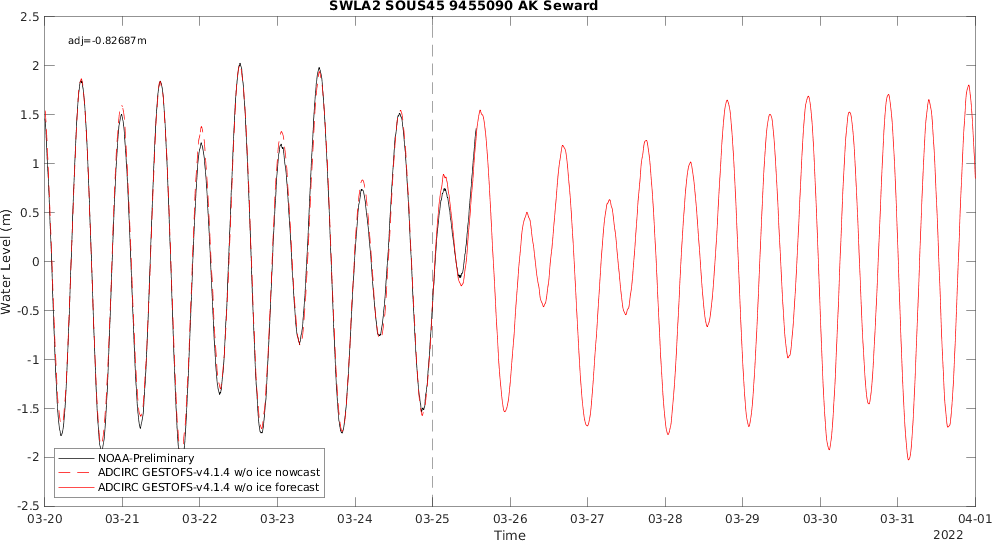 SWLA2 SOUS45 9455090 AK Seward
adj=-0.82687m
2.5
2
1.5
1
0.5
0
-0.5
-1
-1.5
-2
-2.5
Water Level (m)
NOAA-Preliminary
ADCIRC GESTOFS-v4.1.4 w/o ice nowcast
ADCIRC GESTOFS-v4.1.4 w/o ice forecast
03-20 03-21 03-22 03-23 03-24 03-25 03-26 03-27 03-28 03-29 03-30 03-31 04-01
Time
2022